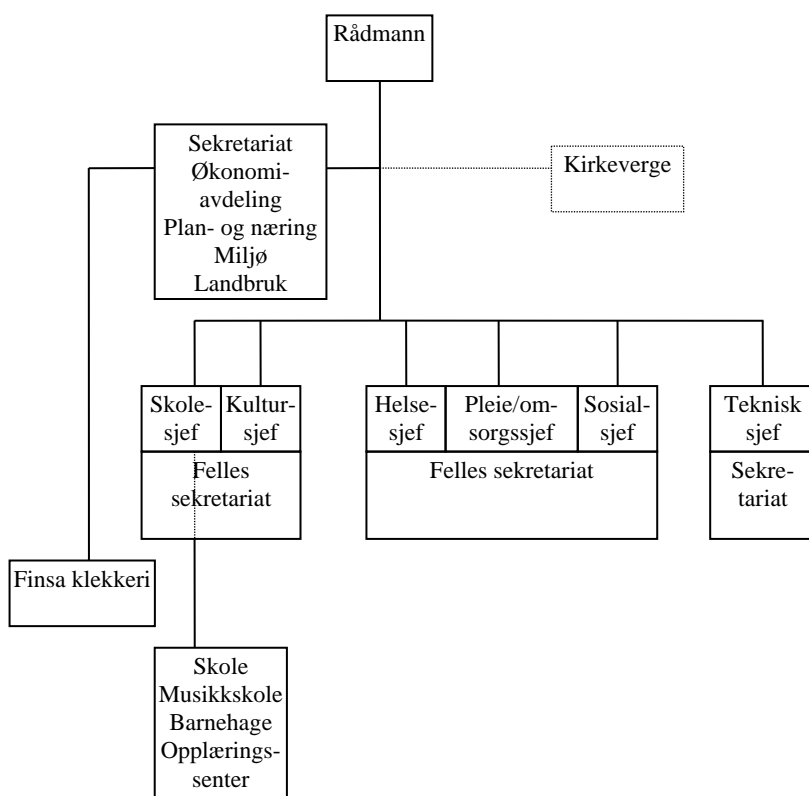 Rådmann
Sekretariat
Økonomi-
avdeling
Plan- og næring
Miljø
Landbruk
Kirkeverge
Skole-
sjef
Kultur-
sjef
Felles
sekretariat
Helse-
sjef
Pleie/om-
sorgssjef
Sosial-
sjef
Felles sekretariat
Teknisk
sjef
Sekre-
tariat
Finsa klekkeri
Skole
Musikkskole
Barnehage
Opplærings-
senter